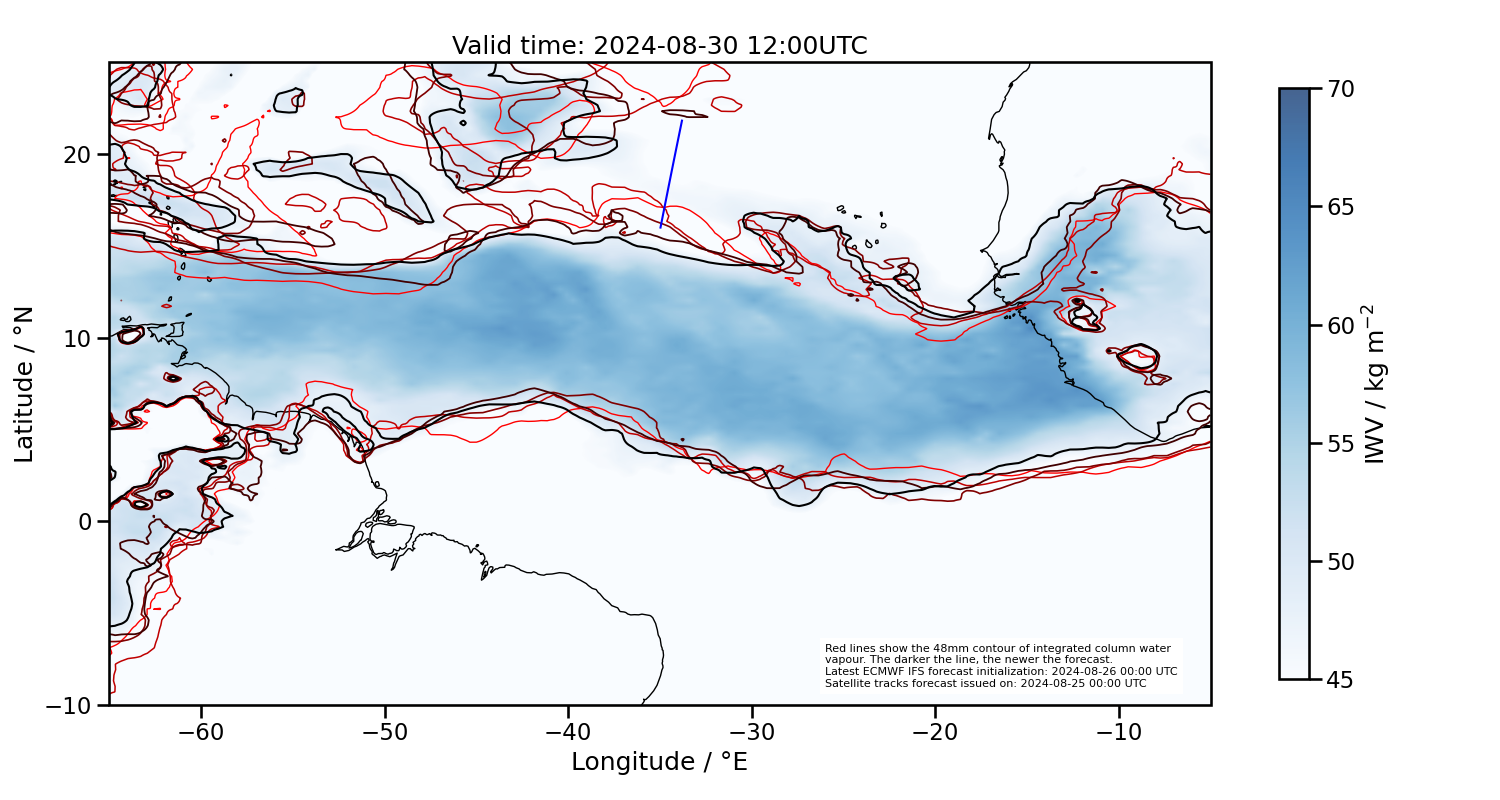 Valid time: 2024-08-30 12:00UTC
Latitude / °N
20
10
0
−10
−60
−50
−40
−30
−20
−10
Longitude / °E
Red lines show the 48mm contour of integrated column water
vapour. The darker the line, the newer the forecast.
Latest ECMWF IFS forecast initialization: 2024-08-26 00:00 UTC
Satellite tracks forecast issued on: 2024-08-25 00:00 UTC
70
65
60
55
50
45
IWV / kg m⁻²